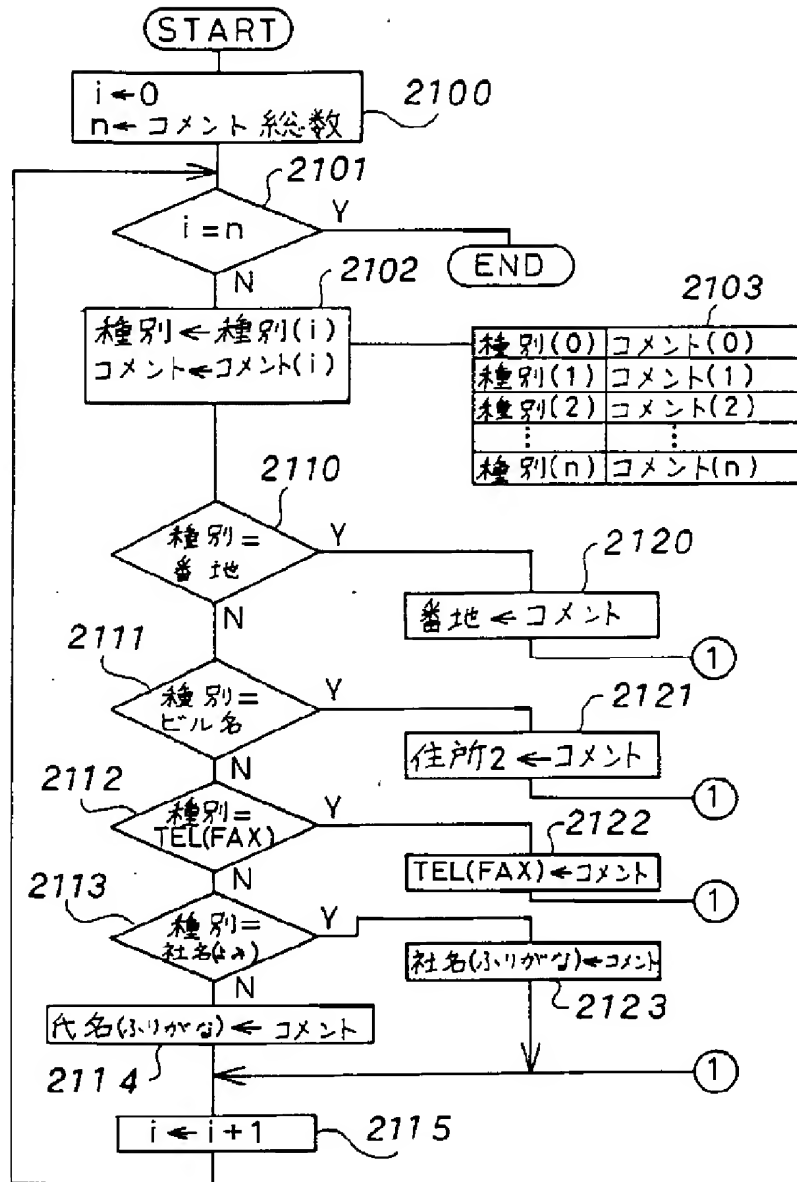 START
i←0
n←コメント総数
2100
2101
i=n
Y
N
END
2102
種別←種別(i)
コメント←コメント(i)
2103
種別(0) コメント(0)
種別(1) コメント(1)
種別(2) コメント(2)
⋮ ⋮
種別(n) コメント(n)
2110
種別=
番地
Y
N
2120
番地←コメント
1
2111
種別=
ビル名
Y
N
2121
住所2←コメント
1
2112
種別=
TEL(FAX)
Y
N
2122
TEL(FAX)←コメント
1
2113
種別=
社名(よみ)
Y
N
社名(ふりがな)←コメント
2123
氏名(ふりがな)←コメント
2114
1
i←i+1
2115